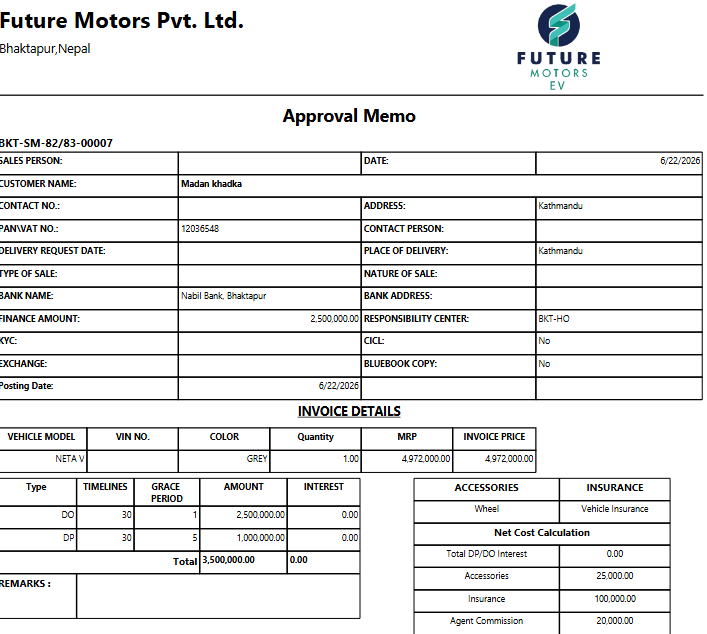 Future Motors Pvt. Ltd.
Bhaktapur,Nepal
FUTURE
MOTORS
EV
Approval Memo
BKT-SM-82/83-00007
SALES PERSON: DATE: 6/22/2026
CUSTOMER NAME: Madan khadka
CONTACT NO.: ADDRESS: Kathmandu
PAN\VAT NO.: 12036548 CONTACT PERSON:
DELIVERY REQUEST DATE: PLACE OF DELIVERY: Kathmandu
TYPE OF SALE: NATURE OF SALE:
BANK NAME: Nabil Bank, Bhaktapur BANK ADDRESS:
FINANCE AMOUNT: 2,500,000.00 RESPONSIBILITY CENTER: BKT-HO
KYC: CICL: No
EXCHANGE: BLUEBOOK COPY: No
Posting Date: 6/22/2026
INVOICE DETAILS
VEHICLE MODEL VIN NO. COLOR Quantity MRP INVOICE PRICE
NETA V GREY 1.00 4,972,000.00 4,972,000.00
Type TIMELINES GRACE PERIOD AMOUNT INTEREST
DO 30 1 2,500,000.00 0.00
DP 30 5 1,000,000.00 0.00
Total 3,500,000.00 0.00
REMARKS :
ACCESSORIES INSURANCE
Wheel Vehicle Insurance
Net Cost Calculation
Total DP/DO Interest 0.00
Accessories 25,000.00
Insurance 100,000.00
Agent Commission 20,000.00